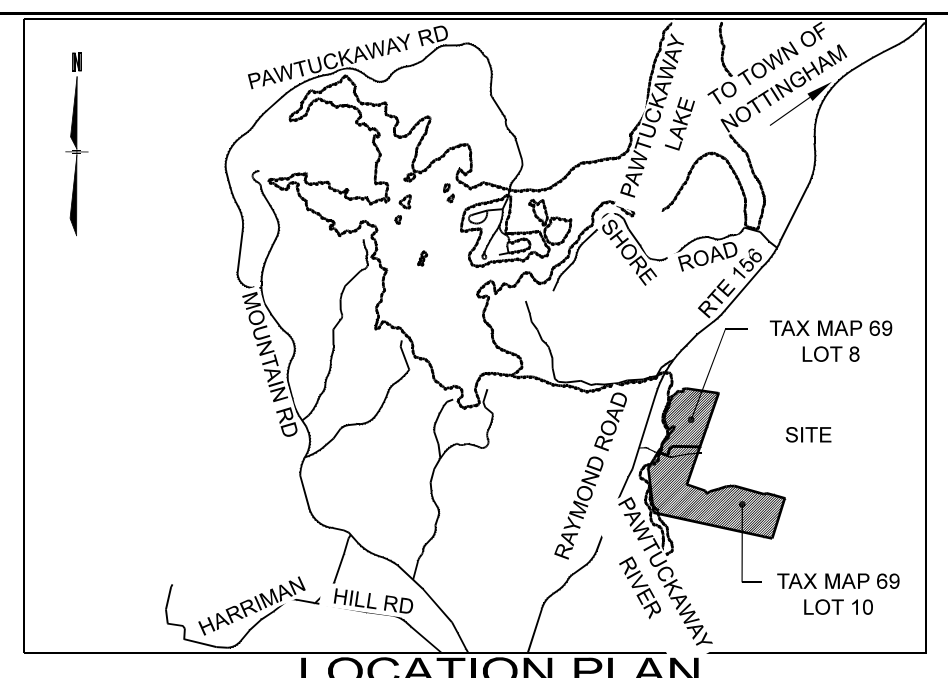 N
PAWTUCKAWAY RD
PAWTUCKAWAY
LAKE
TO TOWN OF
NOTTINGHAM
SHORE
ROAD
RTE 156
MOUNTAIN RD
TAX MAP 69
LOT 8
SITE
RAYMOND ROAD
PAWTUCKAWAY
RIVER
TAX MAP 69
LOT 10
HARRIMAN
HILL RD
LOCATION PLAN